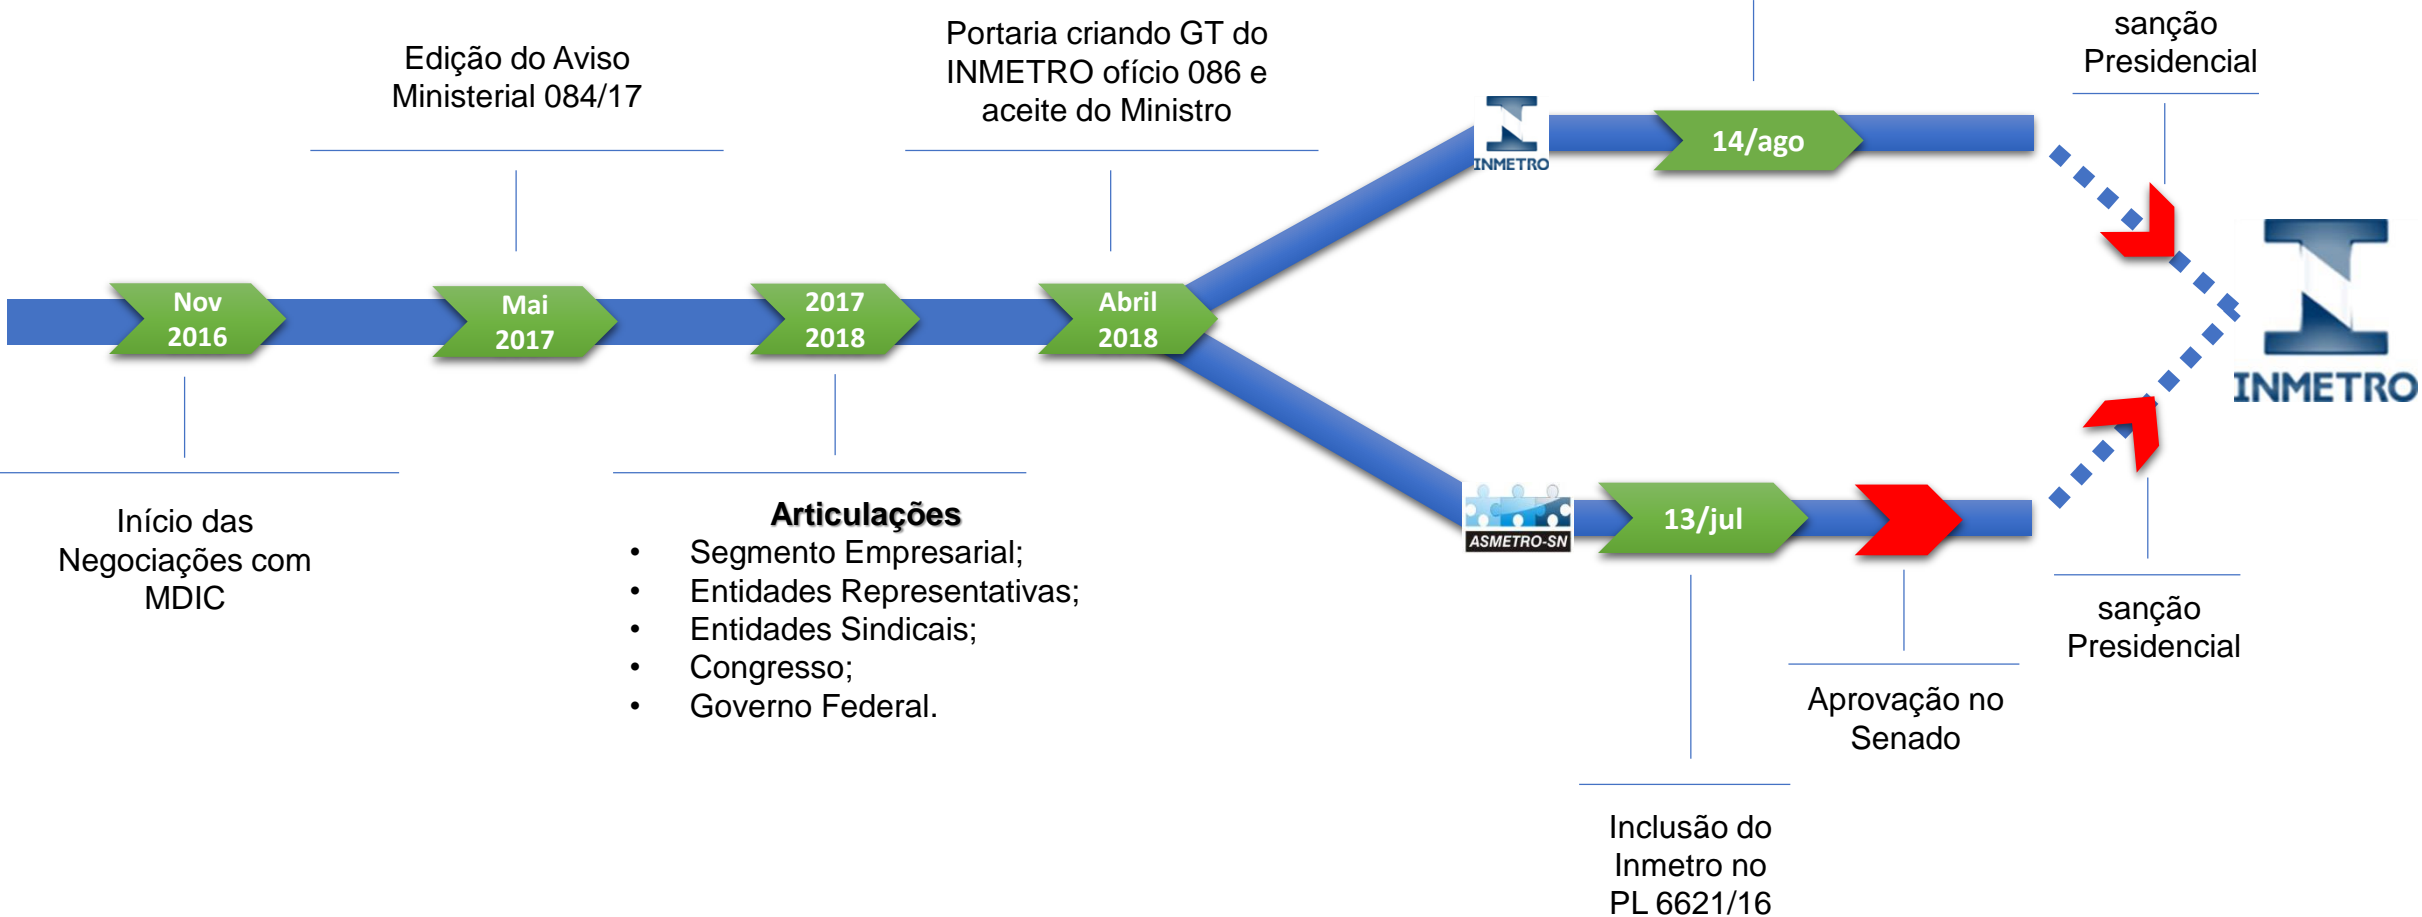 Edição do Aviso
Ministerial 084/17
Portaria criando GT do
INMETRO ofício 086 e
aceite do Ministro
sanção
Presidencial
INMETRO
14/ago
Nov
2016
Mai
2017
2017
2018
Abril
2018
INMETRO
Início das
Negociações com
MDIC
Articulações
• Segmento Empresarial;
• Entidades Representativas;
• Entidades Sindicais;
• Congresso;
• Governo Federal.
ASMETRO-SN
13/jul
sanção
Presidencial
Aprovação no
Senado
Inclusão do
Inmetro no
PL 6621/16